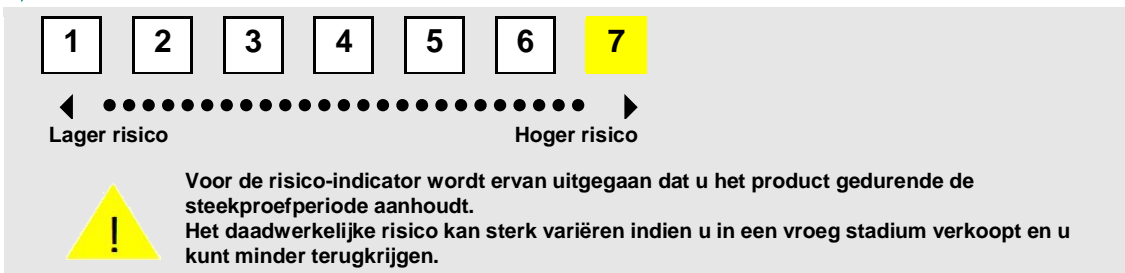 1 2 3 4 5 6 7
Lager risico Hoger risico
!
Voor de risico-indicator wordt ervan uitgegaan dat u het product gedurende de
steekproefperiode aanhoudt.
Het daadwerkelijke risico kan sterk variëren indien u in een vroeg stadium verkoopt en u
kunt minder terugkrijgen.